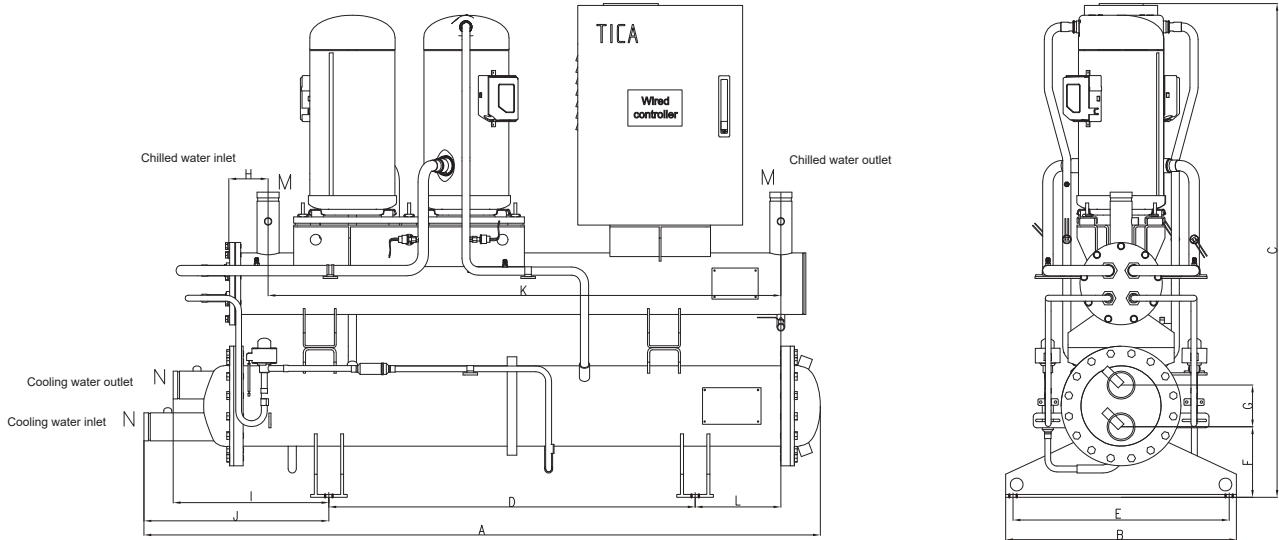 TICA
Wired
controller
Chilled water inlet
Chilled water outlet
H
M
M
K
Cooling water outlet
N
Cooling water inlet
N
I
J
D
L
A
C
G
F
E
B